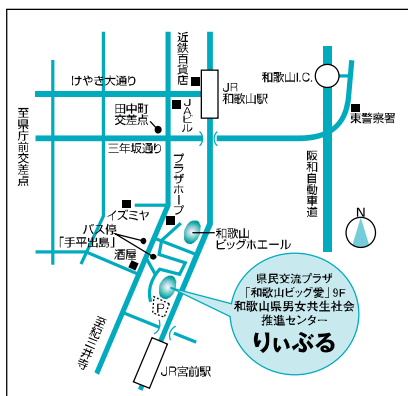 近鉄百貨店
けやき大通り
JR
和歌山駅
和歌山I.C.
JAビル
田中町
交差点
東警察署
至県庁前交差点
三年坂通り
阪和自動車道
プラザホープ
イズミヤ
N
バス停
「手平出島」
和歌山
ビッグホエール
酒屋
県民交流プラザ
「和歌山ビッグ愛」9F
和歌山県男女共生社会
推進センター
りぃぶる
P
至紀三井寺
JR宮前駅